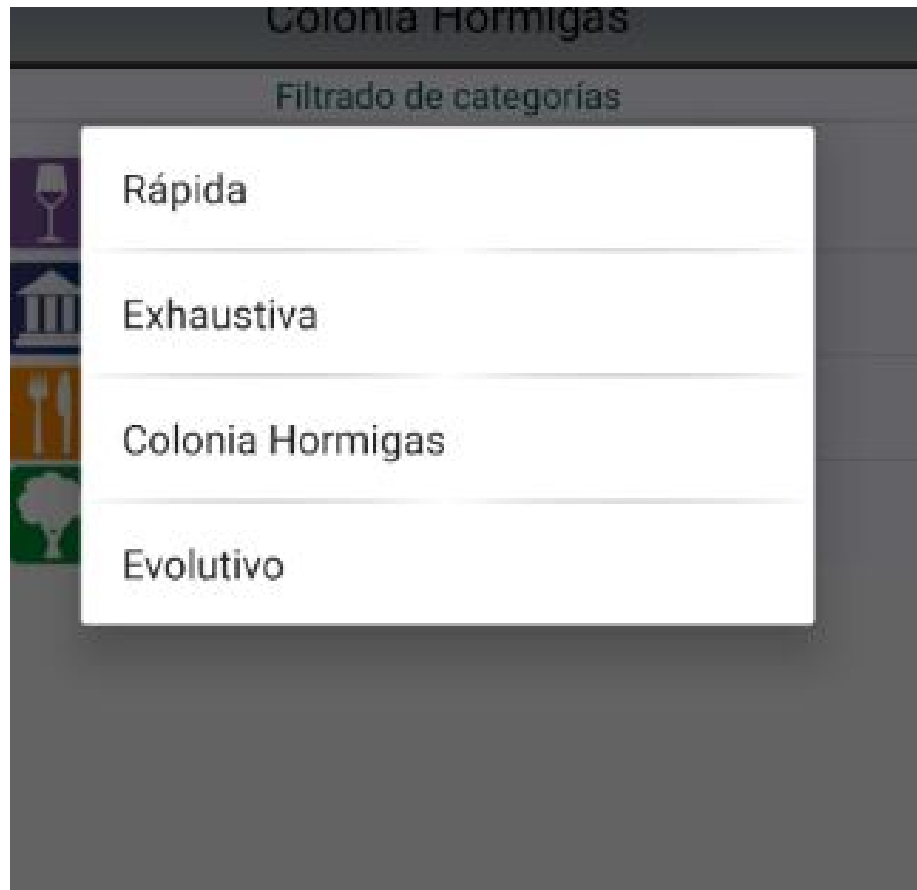 Colonia Hormigas
Filtrado de categorías
Rápida
Exhaustiva
Colonia Hormigas
Evolutivo